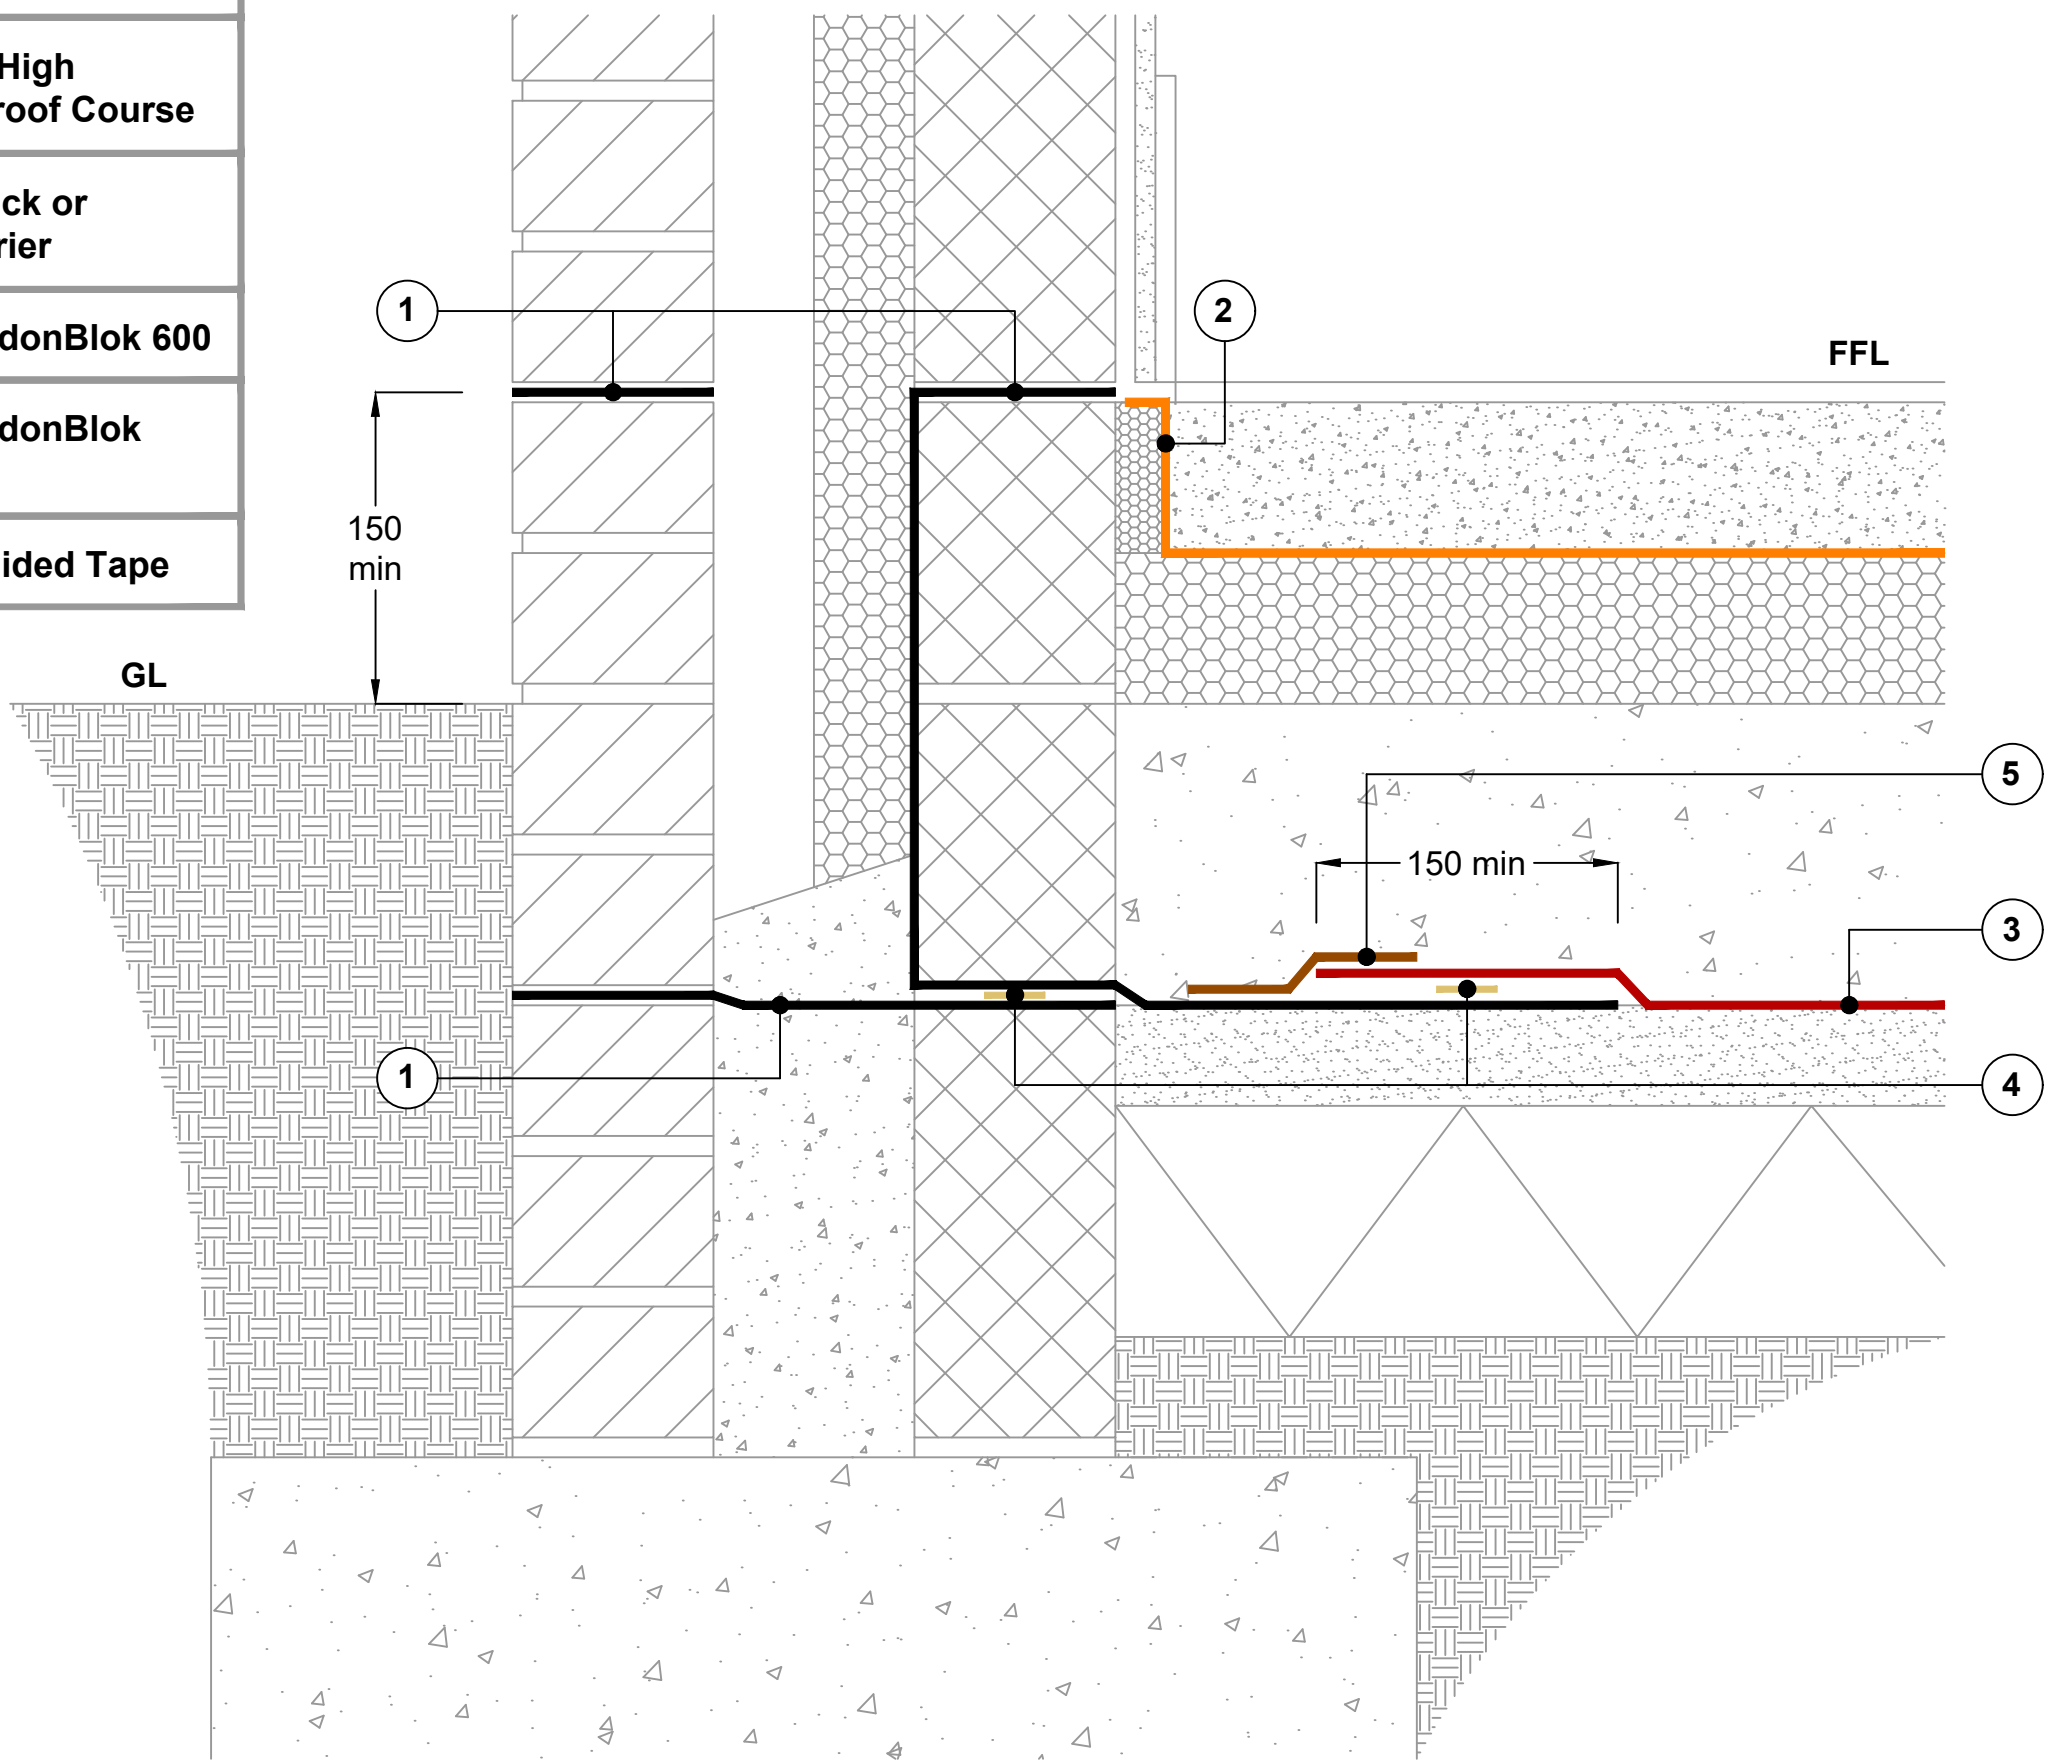 High
roof Course
ck or
rier
donBlok 600
donBlok
ided Tape
1
2
FFL
150
min
GL
5
150 min
3
1
4